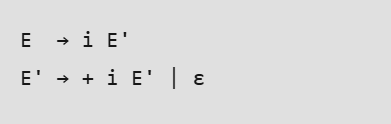 E  → i E'
E' → + i E' | ε